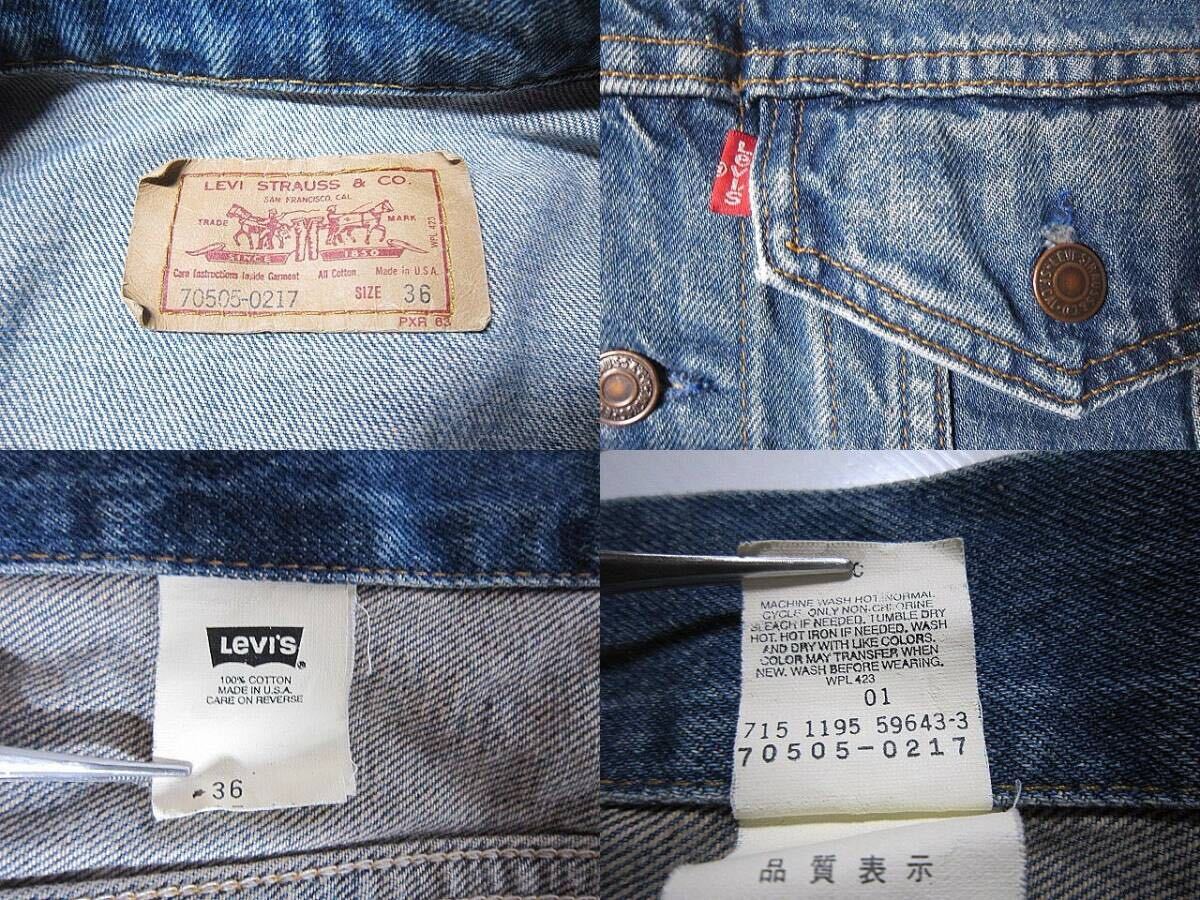 LEVI STRAUSS & CO.
SAN FRANCISCO, CAL
TRADE MARK
WPL 423
SINCE 1850
Care Instructions Inside Garment All Cotton Made in U.S.A.
70505-0217 SIZE 36
PXR 63
LEVI'S
®
LEVI'S®
100% COTTON
MADE IN U.S.A.
CARE ON REVERSE
36
C
MACHINE WASH HOT, NORMAL
CYCLE. ONLY NON-CHLORINE
BLEACH IF NEEDED. TUMBLE DRY
HOT. HOT IRON IF NEEDED. WASH
AND DRY WITH LIKE COLORS.
COLOR MAY TRANSFER WHEN
NEW. WASH BEFORE WEARING.
WPL 423
01
715 1195 59643-3
70505-0217
品質表示